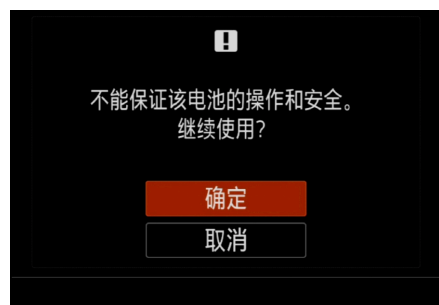 不能保证该电池的操作和安全。
继续使用？
确定
取消